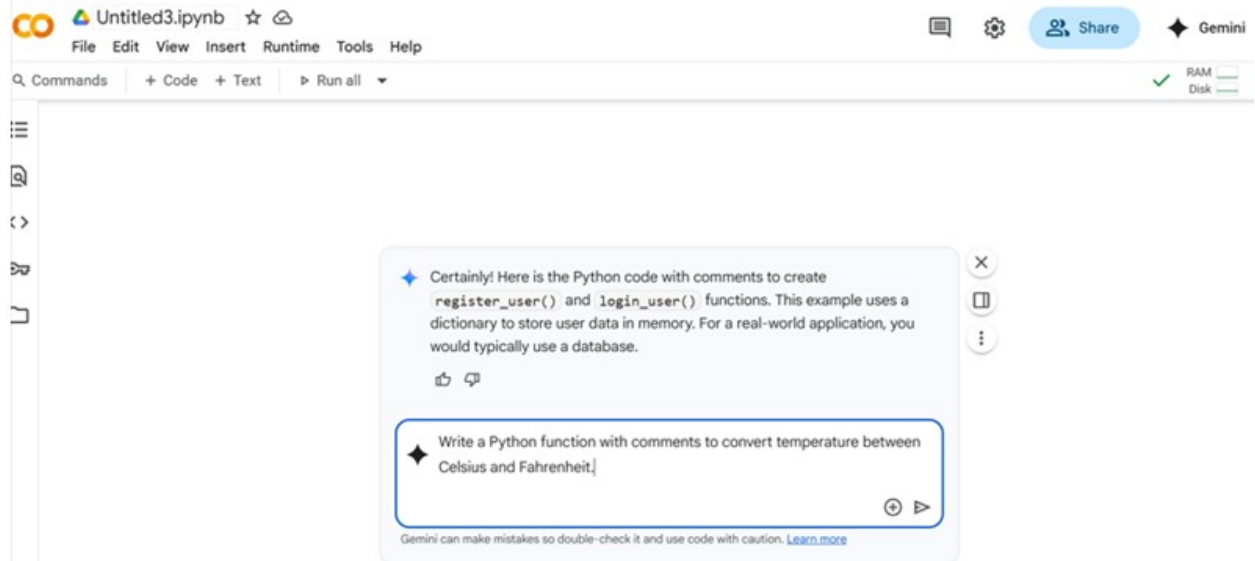 CO Untitled3.ipynb
File Edit View Insert Runtime Tools Help
Share
Gemini
Commands + Code + Text Run all
RAM
Disk
Certainly! Here is the Python code with comments to create
register_user() and login_user() functions. This example uses a
dictionary to store user data in memory. For a real-world application, you
would typically use a database.
Write a Python function with comments to convert temperature between
Celsius and Fahrenheit.
Gemini can make mistakes so double-check it and use code with caution. Learn more